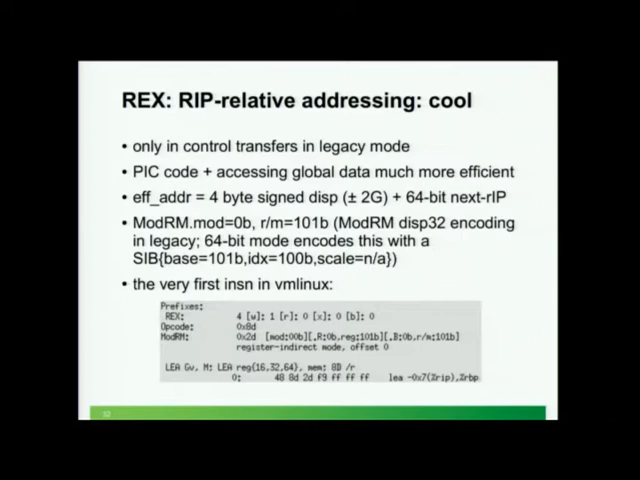 REX: RIP-relative addressing: cool
• only in control transfers in legacy mode
• PIC code + accessing global data much more efficient
• eff_addr = 4 byte signed disp (± 2G) + 64-bit next-rIP
• ModRM.mod=0b, r/m=101b (ModRM disp32 encoding
in legacy; 64-bit mode encodes this with a
SIB{base=101b,idx=100b,scale=n/a})
• the very first insn in vmlinux:
Prefixes:
REX: 4 [w]: 1 [r]: 0 [x]: 0 [b]: 0
Opcode: 0x8d
ModRM: 0x2d [mod:00b][.R:0b,reg:101b][.B:0b,r/m:101b]
register-indirect mode, offset 0
LEA Gv, M; LEA reg{16,32,64}, mem; 8D /r
0: 48 8d 2d f9 ff ff ff lea -0x7(%rip),%rbp
32